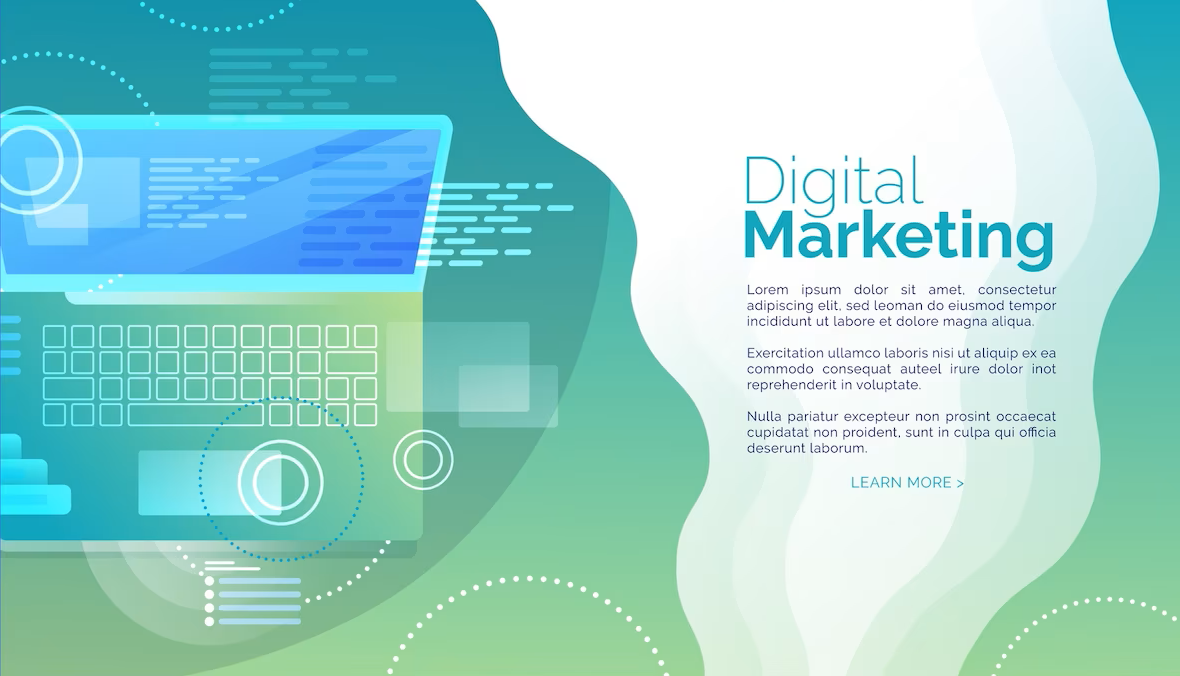 Digital
Marketing
Lorem ipsum dolor sit amet, consectetur
adipiscing elit, sed leoman do eiusmod tempor
incididunt ut labore et dolore magna aliqua.
Exercitation ullamco laboris nisi ut aliquip ex ea
commodo consequat auteel irure dolor inot
reprehenderit in voluptate.
Nulla pariatur excepteur non prosint occaecat
cupidatat non proident, sunt in culpa qui officia
deserunt laborum.
LEARN MORE >